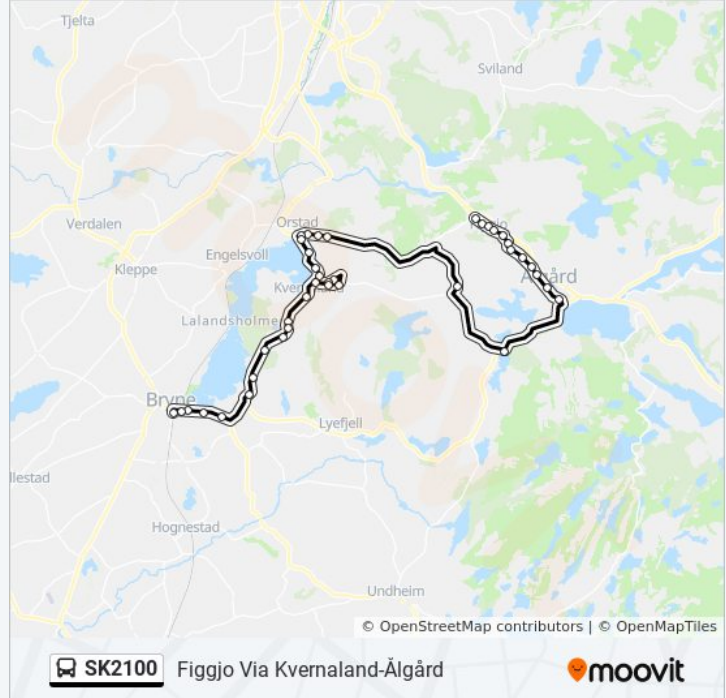 Tjelta
Sviland
Verdalen
Orstad
Engelsvoll
Kleppe
Ålgård
Lalandsholme
Bryne
Lyefjell
llestad
Hognestad
Undheim
© OpenStreetMap contributors | © OpenMapTiles
SK2100 Figgjo Via Kvernaland-Ålgård
moovit